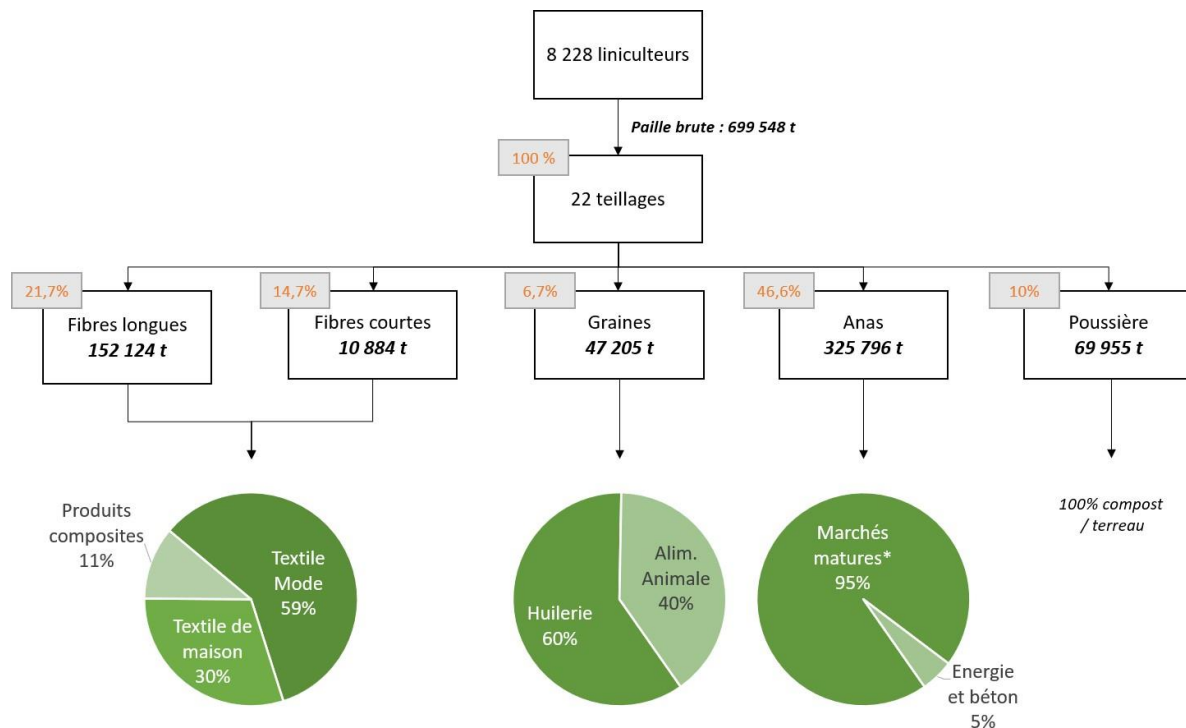 8 228 liniculteurs
Paille brute : 699 548 t
100 %
22 teillages
21,7%
Fibres longues
152 124 t
14,7%
Fibres courtes
10 884 t
6,7%
Graines
47 205 t
46,6%
Anas
325 796 t
10%
Poussière
69 955 t
Produits
composites
11%
Textile
Mode
59%
Textile de
maison
30%
Huilerie
60%
Alim.
Animale
40%
Marchés
matures*
95%
Energie
et béton
5%
100% compost
/ terreau